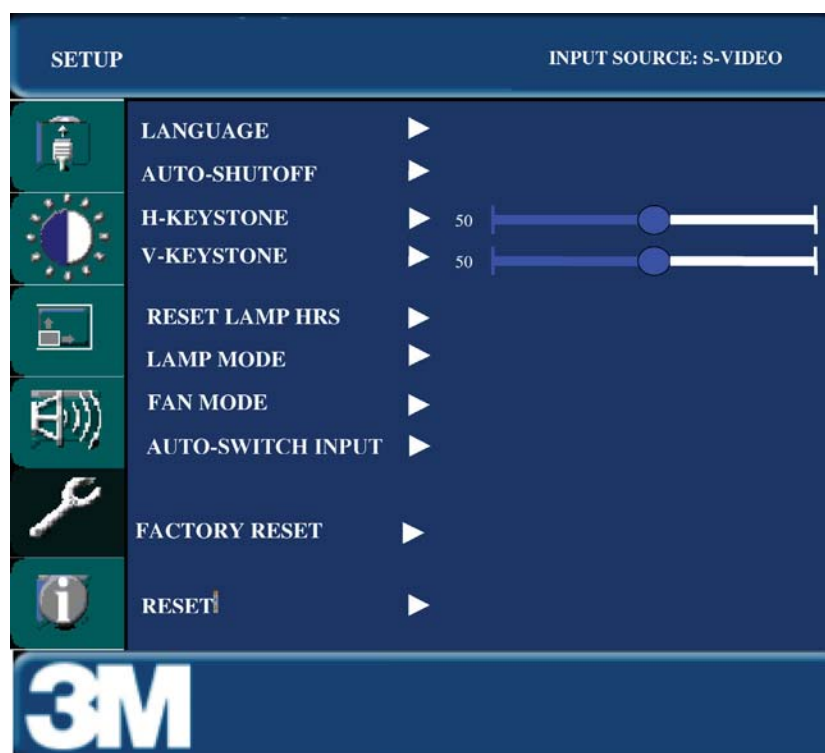 SETUP
INPUT SOURCE: S-VIDEO
LANGUAGE
AUTO-SHUTOFF
H-KEYSTONE 50
V-KEYSTONE 50
RESET LAMP HRS
LAMP MODE
FAN MODE
AUTO-SWITCH INPUT
FACTORY RESET
RESET
3M